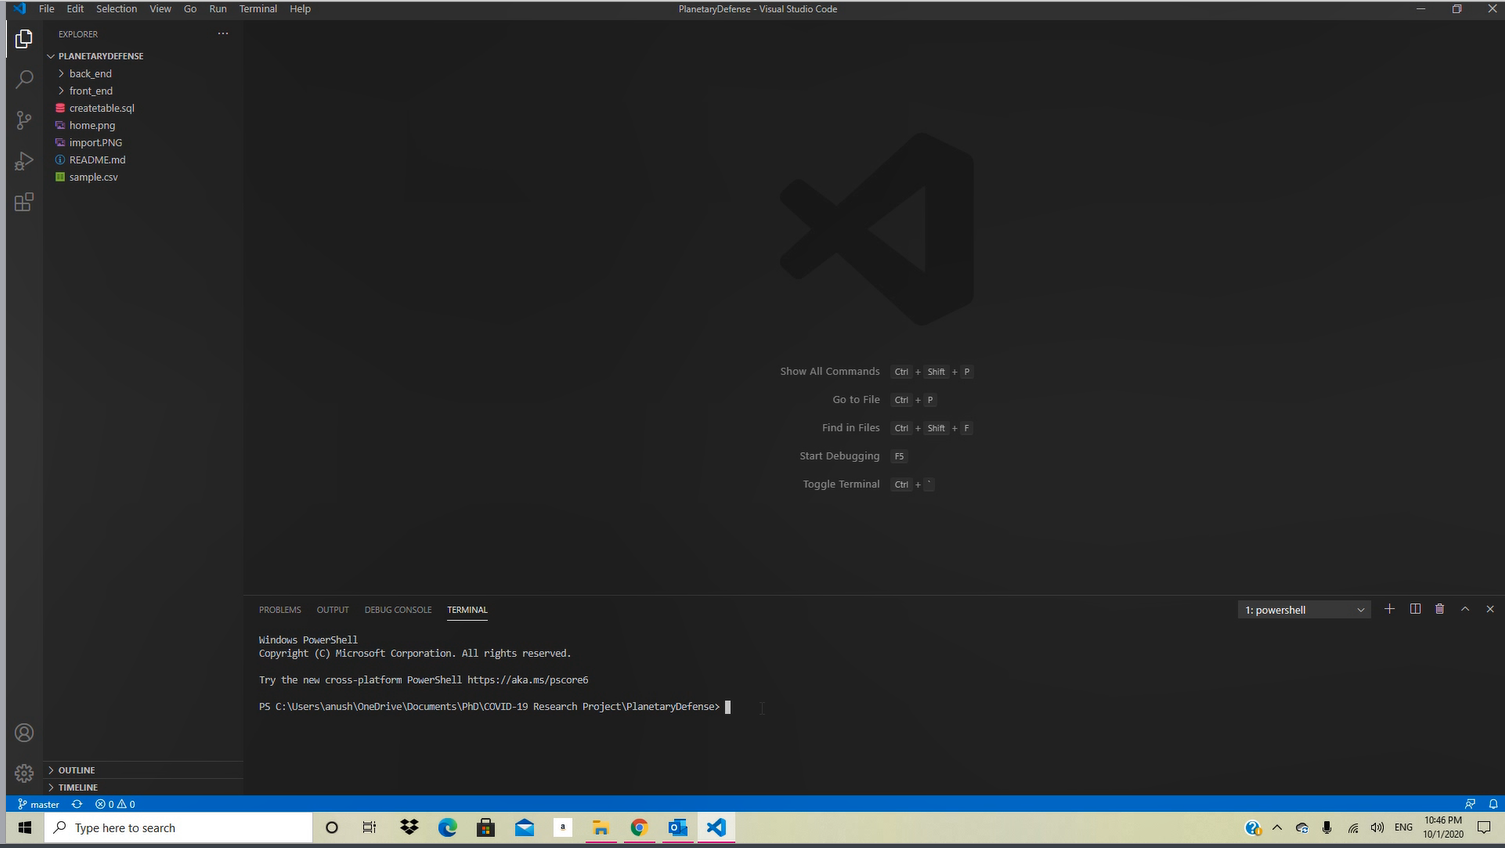 File Edit Selection View Go Run Terminal Help
PlanetaryDefense - Visual Studio Code
EXPLORER
PLANETARYDEFENSE
back_end
front_end
createtable.sql
home.png
import.PNG
README.md
sample.csv
Show All Commands Ctrl + Shift + P
Go to File Ctrl + P
Find in Files Ctrl + Shift + F
Start Debugging F5
Toggle Terminal Ctrl + `
PROBLEMS OUTPUT DEBUG CONSOLE TERMINAL
1: powershell
Windows PowerShell
Copyright (C) Microsoft Corporation. All rights reserved.
Try the new cross-platform PowerShell https://aka.ms/pscore6
PS C:\Users\anush\OneDrive\Documents\PhD\COVID-19 Research Project\PlanetaryDefense>
OUTLINE
TIMELINE
master 0 0
Type here to search
a
ENG
10:46 PM
10/1/2020